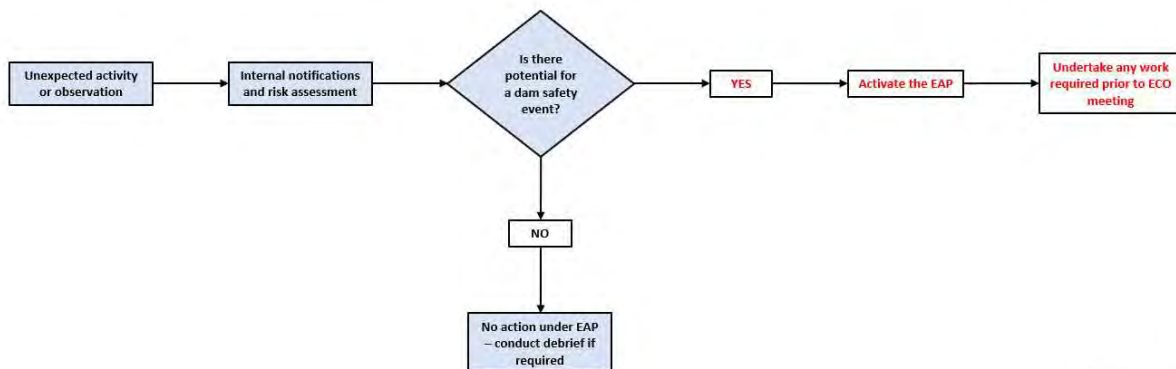 Unexpected activity
or observation
Internal notifications
and risk assessment
Is there
potential for
a dam safety
event?
YES
Activate the EAP
Undertake any work
required prior to ECO
meeting
NO
No action under EAP
– conduct debrief if
required